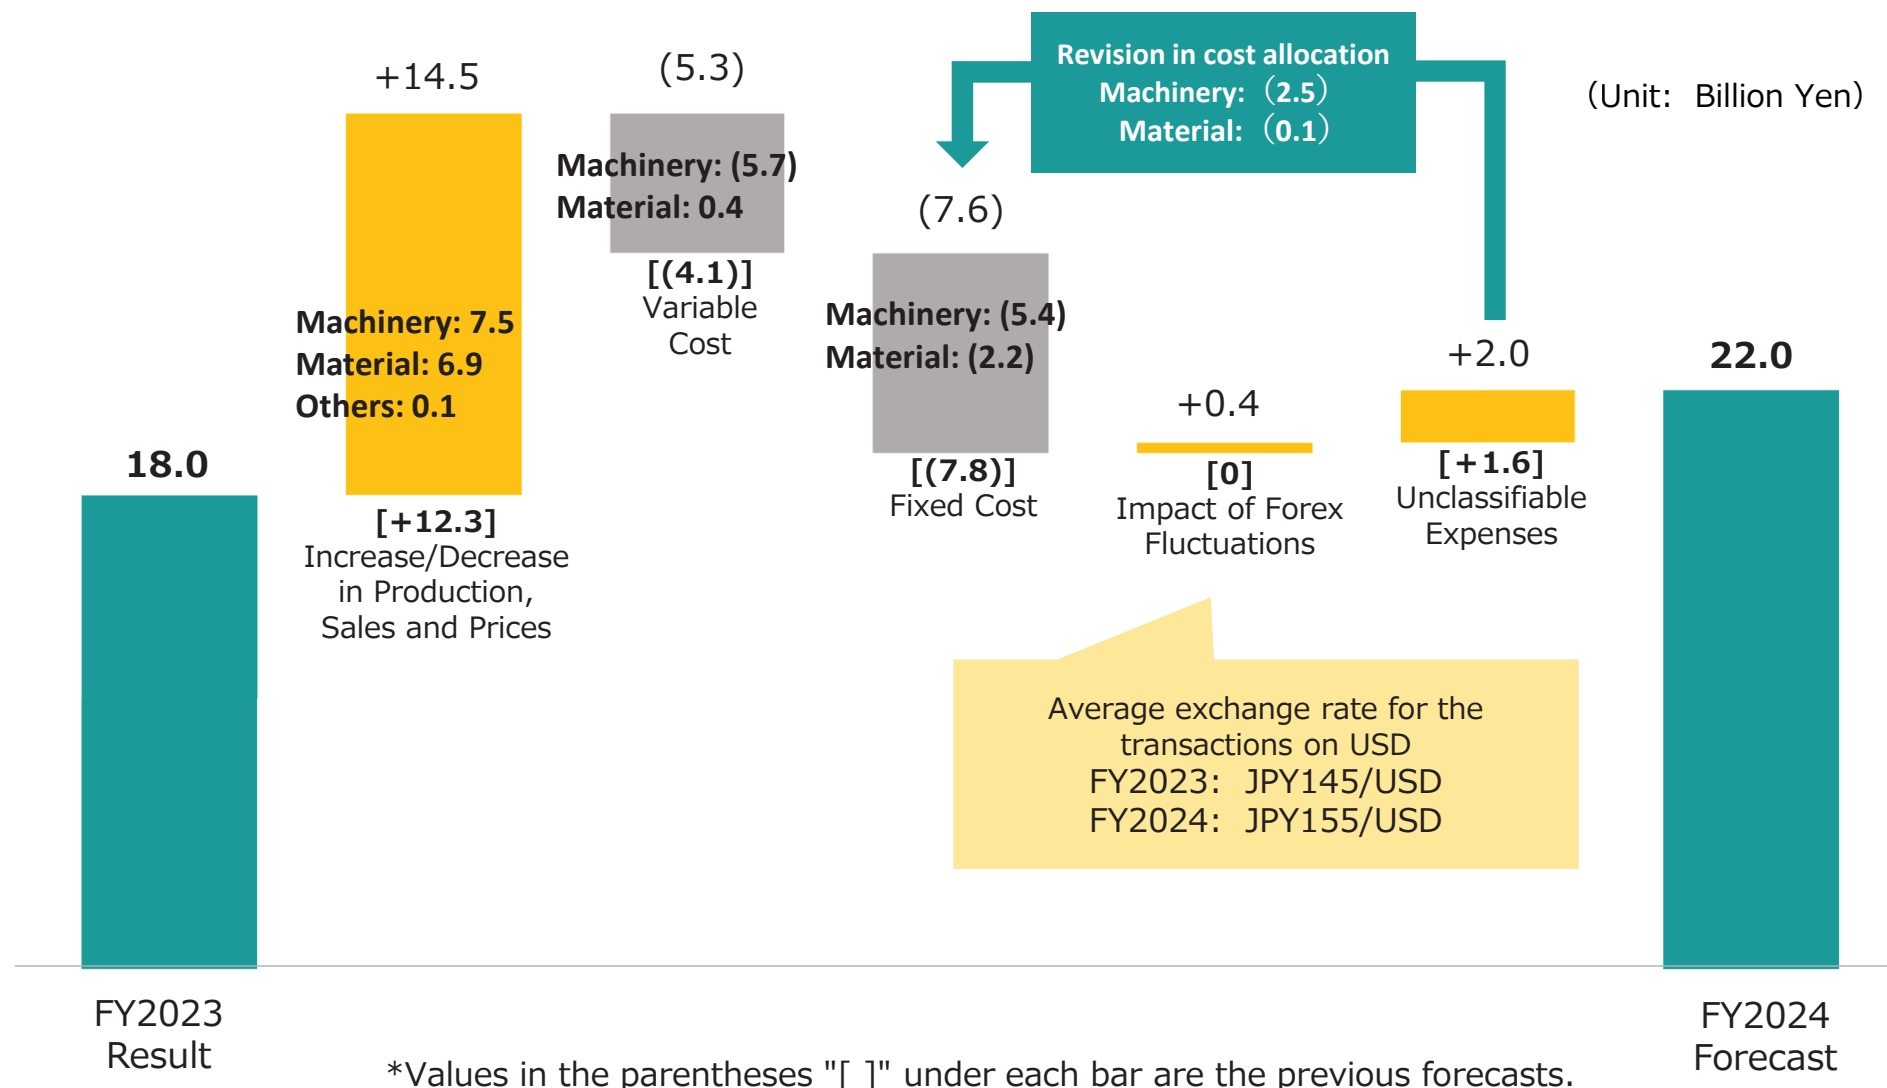 (Unit: Billion Yen)
18.0
FY2023
Result
+14.5
Machinery: 7.5
Material: 6.9
Others: 0.1
[+12.3]
Increase/Decrease
in Production,
Sales and Prices
(5.3)
Machinery: (5.7)
Material: 0.4
[(4.1)]
Variable
Cost
Revision in cost allocation
Machinery:（2.5）
Material:（0.1）
(7.6)
Machinery: (5.4)
Material: (2.2)
[(7.8)]
Fixed Cost
+0.4
[0]
Impact of Forex
Fluctuations
+2.0
[+1.6]
Unclassifiable
Expenses
Average exchange rate for the
transactions on USD
FY2023: JPY145/USD
FY2024: JPY155/USD
22.0
FY2024
Forecast
*Values in the parentheses "[ ]" under each bar are the previous forecasts.